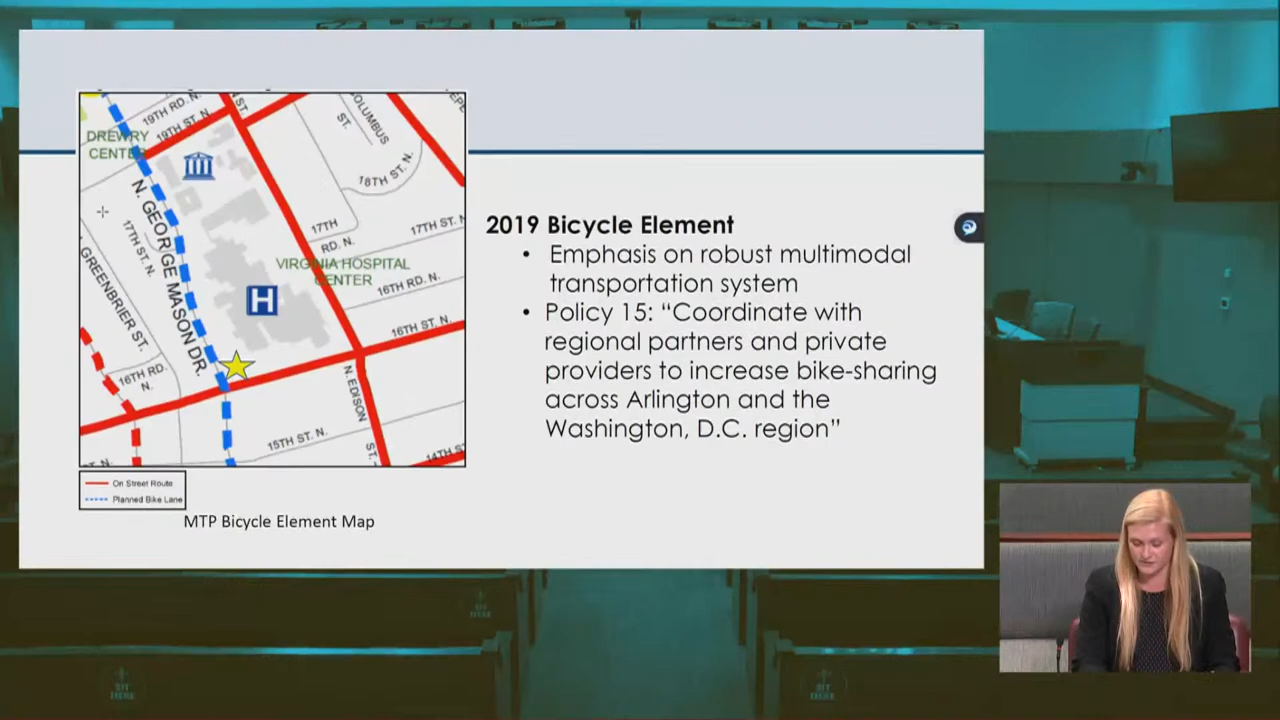 19TH RD. N.
19TH ST. N.
ST.
COLUMBUS
ST.
DREWRY
CENTER
18TH ST. N.
N. GEORGE MASON DR.
17TH ST. N.
17TH
RD. N.
17TH ST. N.
VIRGINIA HOSPITAL
CENTER
GREENBRIER ST.
16TH RD. N.
H
16TH ST. N.
16TH RD.
N.
N. EDISON
ST.
15TH ST. N.
14TH S
On Street Route
Planned Bike Lane
MTP Bicycle Element Map
2019 Bicycle Element
• Emphasis on robust multimodal
transportation system
• Policy 15: “Coordinate with
regional partners and private
providers to increase bike-sharing
across Arlington and the
Washington, D.C. region”